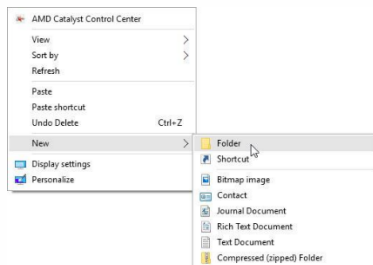 AMD Catalyst Control Center
View
Sort by
Refresh
Paste
Paste shortcut
Undo Delete Ctrl+Z
New
Display settings
Personalize
Folder
Shortcut
Bitmap image
Contact
Journal Document
Rich Text Document
Text Document
Compressed (zipped) Folder